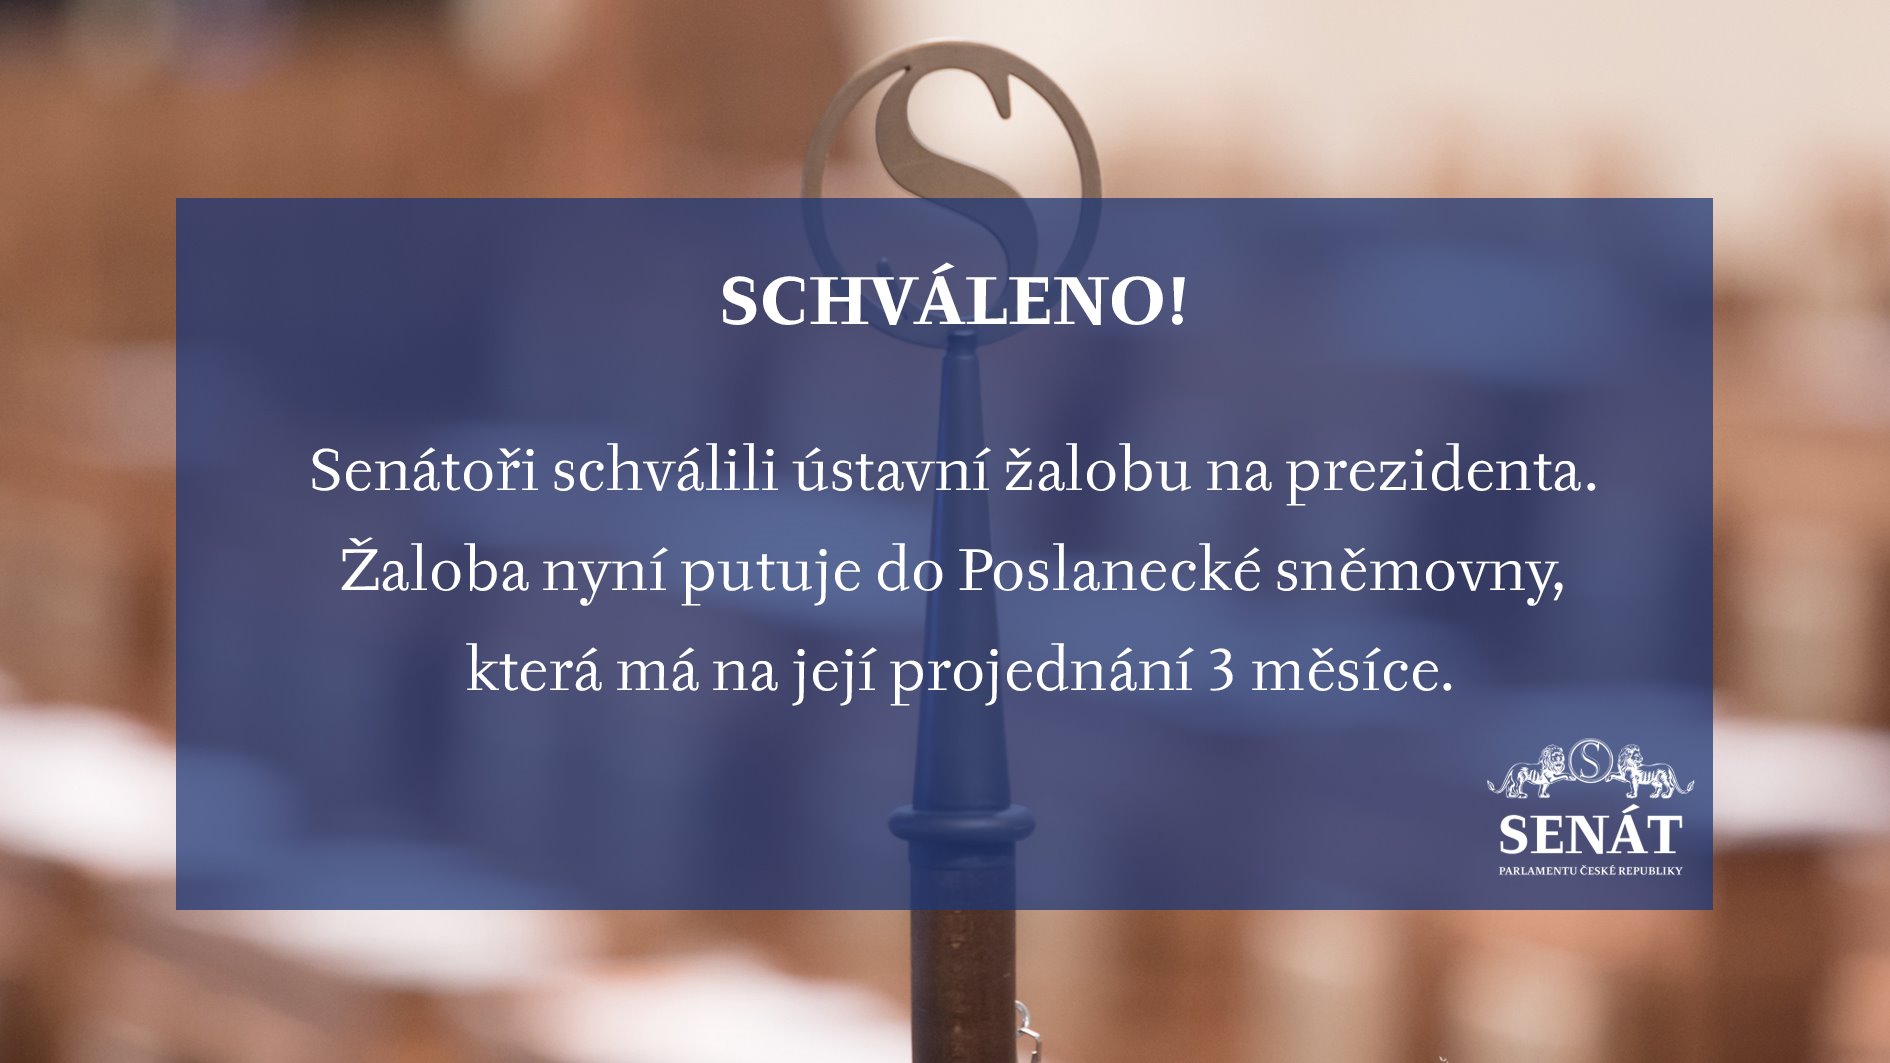 SCHVÁLENO!
Senátoři schválili ústavní žalobu na prezidenta.
Žaloba nyní putuje do Poslanecké sněmovny,
která má na její projednání 3 měsíce.
S
S
SENÁT
PARLAMENTU ČESKÉ REPUBLIKY